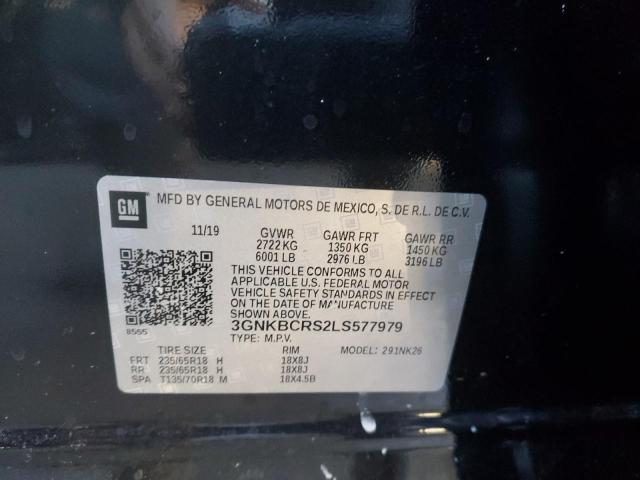 GM
MFD BY GENERAL MOTORS DE MEXICO, S. DE R.L. DE C.V.
11/19 GVWR GAWR FRT GAWR RR
2722 KG 1350 KG 1450 KG
6001 LB 2976 LB 3196 LB
THIS VEHICLE CONFORMS TO ALL
APPLICABLE U.S. FEDERAL MOTOR
VEHICLE SAFETY STANDARDS IN
EFFECT ON THE DATE OF MANUFACTURE
SHOWN ABOVE.
8555
3GNKBCRS2LS577979
TYPE: M.P.V.
TIRE SIZE RIM MODEL: 291NK26
FRT 235/65R18 H 18X8J
RR 235/65R18 H 18X8J
SPA T135/70R18 M 18X4.5B